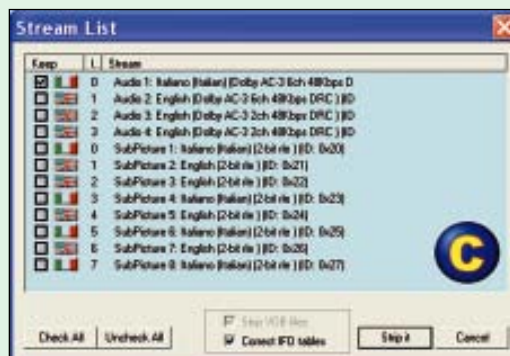 Stream List
Keep I. Stream
0 Audio 1: Italiano (Italian) (Dolby AC-3 6ch 48Kbps D
1 Audio 2: English (Dolby AC-3 6ch 48Kbps DRC ) (ID
2 Audio 3: English (Dolby AC-3 2ch 48Kbps DRC ) (ID
3 Audio 4: English (Dolby AC-3 2ch 48Kbps DRC ) (ID
0 SubPicture 1: Italiano (Italian) (2-bit rle ) (ID: 0x20)
1 SubPicture 2: English (2-bit rle ) (ID: 0x21)
2 SubPicture 3: English (2-bit rle ) (ID: 0x22)
3 SubPicture 4: Italiano (Italian) (2-bit rle ) (ID: 0x23)
4 SubPicture 5: English (2-bit rle ) (ID: 0x24)
5 SubPicture 6: Italiano (Italian) (2-bit rle ) (ID: 0x25)
6 SubPicture 7: English (2-bit rle ) (ID: 0x26)
7 SubPicture 8: Italiano (Italian) (2-bit rle ) (ID: 0x27)
C
Strip VOB files
Check All Uncheck All Correct IFO tables Strip it Cancel